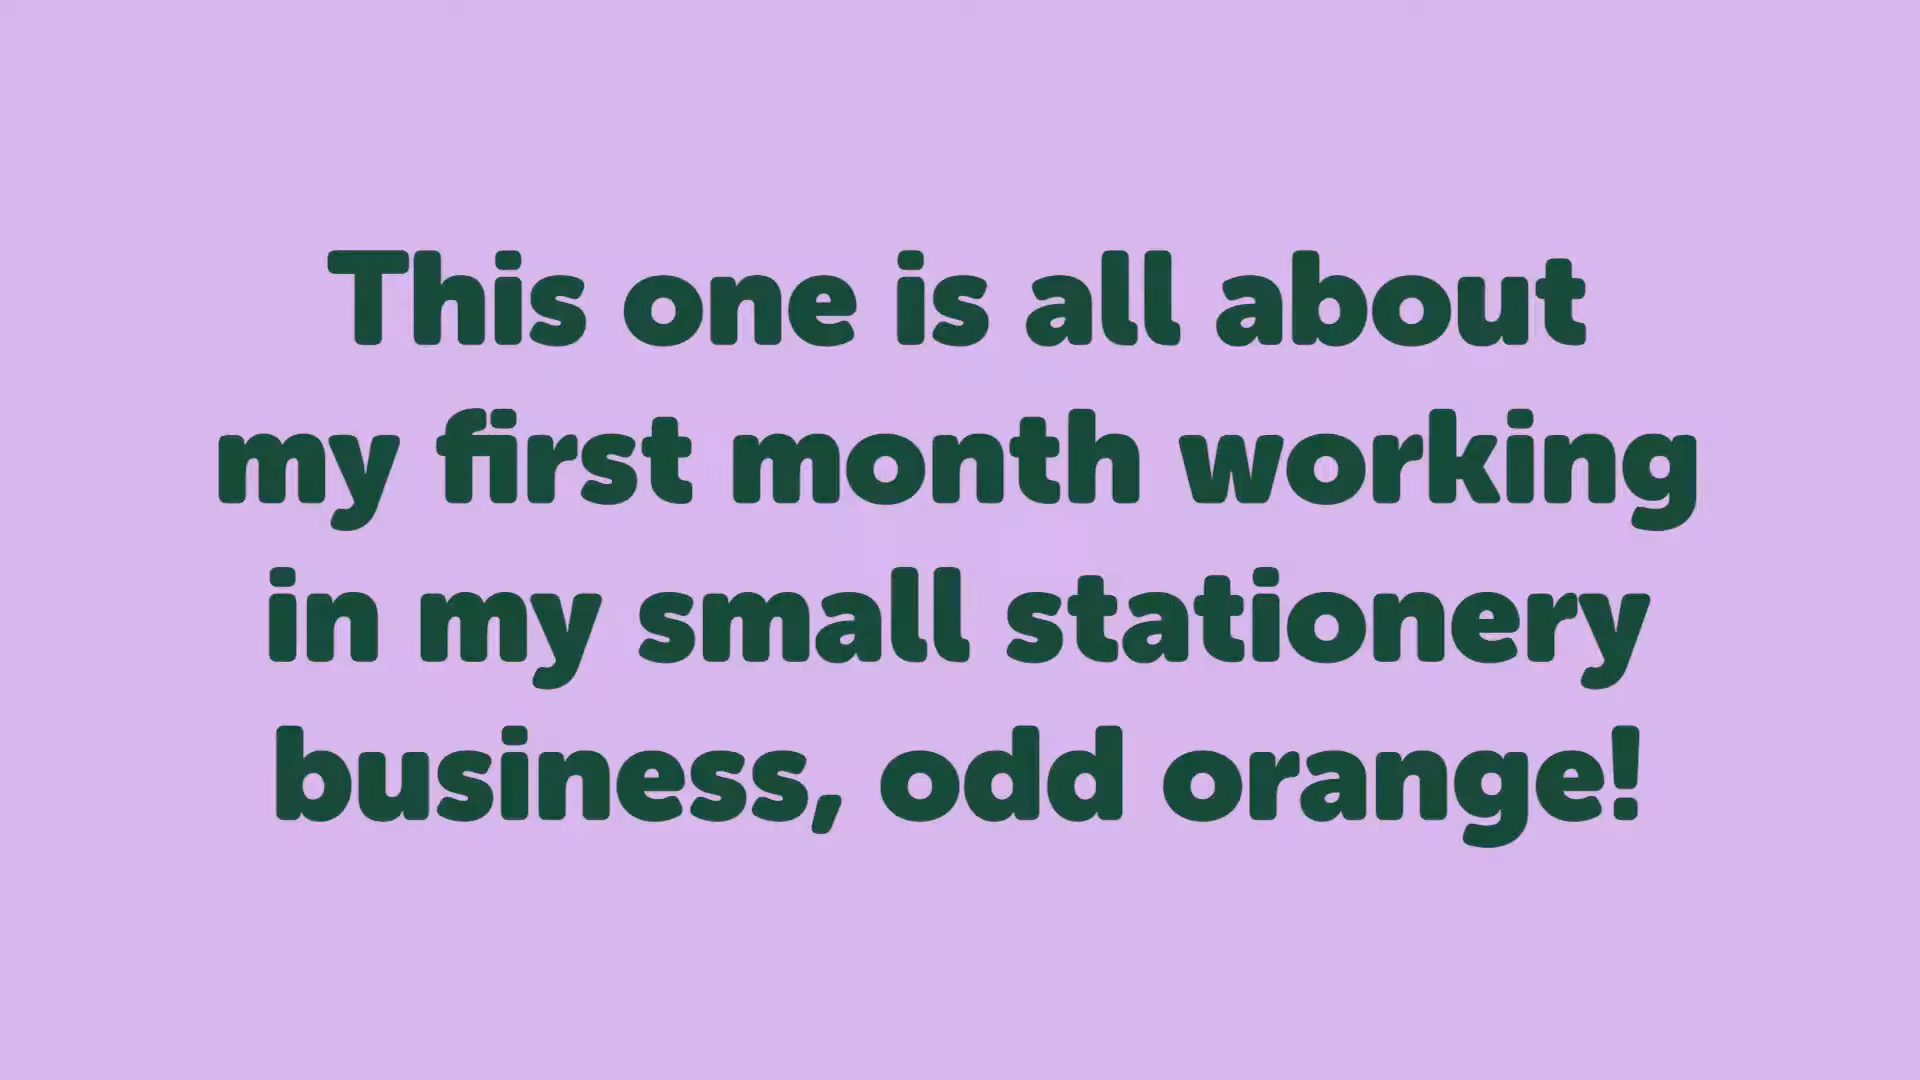 This one is all about
my first month working
in my small stationery
business, odd orange!